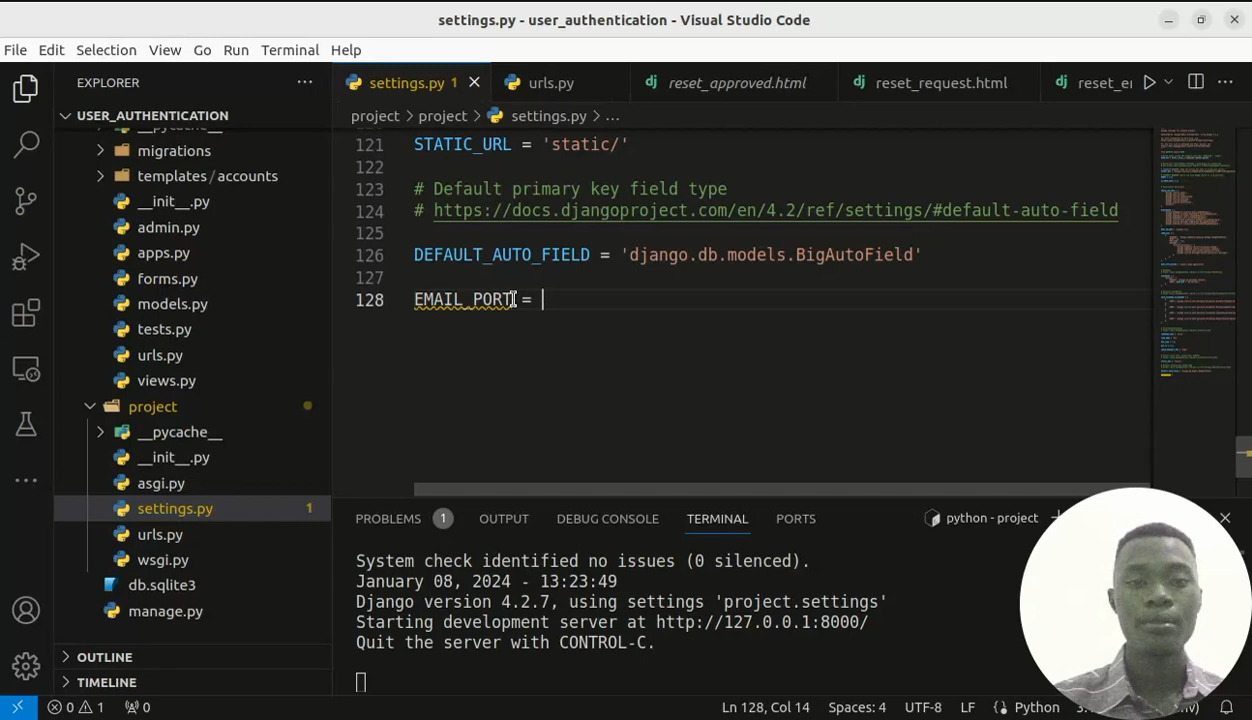 settings.py - user_authentication - Visual Studio Code
File Edit Selection View Go Run Terminal Help
EXPLORER
settings.py 1
urls.py
reset_approved.html
reset_request.html
USER_AUTHENTICATION
project
project
settings.py
...
__pycache__
migrations
templates / accounts
__init__.py
admin.py
apps.py
forms.py
models.py
tests.py
urls.py
views.py
project
__pycache__
__init__.py
asgi.py
settings.py 1
urls.py
wsgi.py
db.sqlite3
manage.py
OUTLINE
TIMELINE
121 STATIC_URL = 'static/'
122
123 # Default primary key field type
124 # https://docs.djangoproject.com/en/4.2/ref/settings/#default-auto-field
125
126 DEFAULT_AUTO_FIELD = 'django.db.models.BigAutoField'
127
128 EMAIL_PORT =
PROBLEMS 1 OUTPUT DEBUG CONSOLE TERMINAL PORTS
python - project
System check identified no issues (0 silenced).
January 08, 2024 - 13:23:49
Django version 4.2.7, using settings 'project.settings'
Starting development server at http://127.0.0.1:8000/
Quit the server with CONTROL-C.
0 1 0 Ln 128, Col 14 Spaces: 4 UTF-8 LF Python